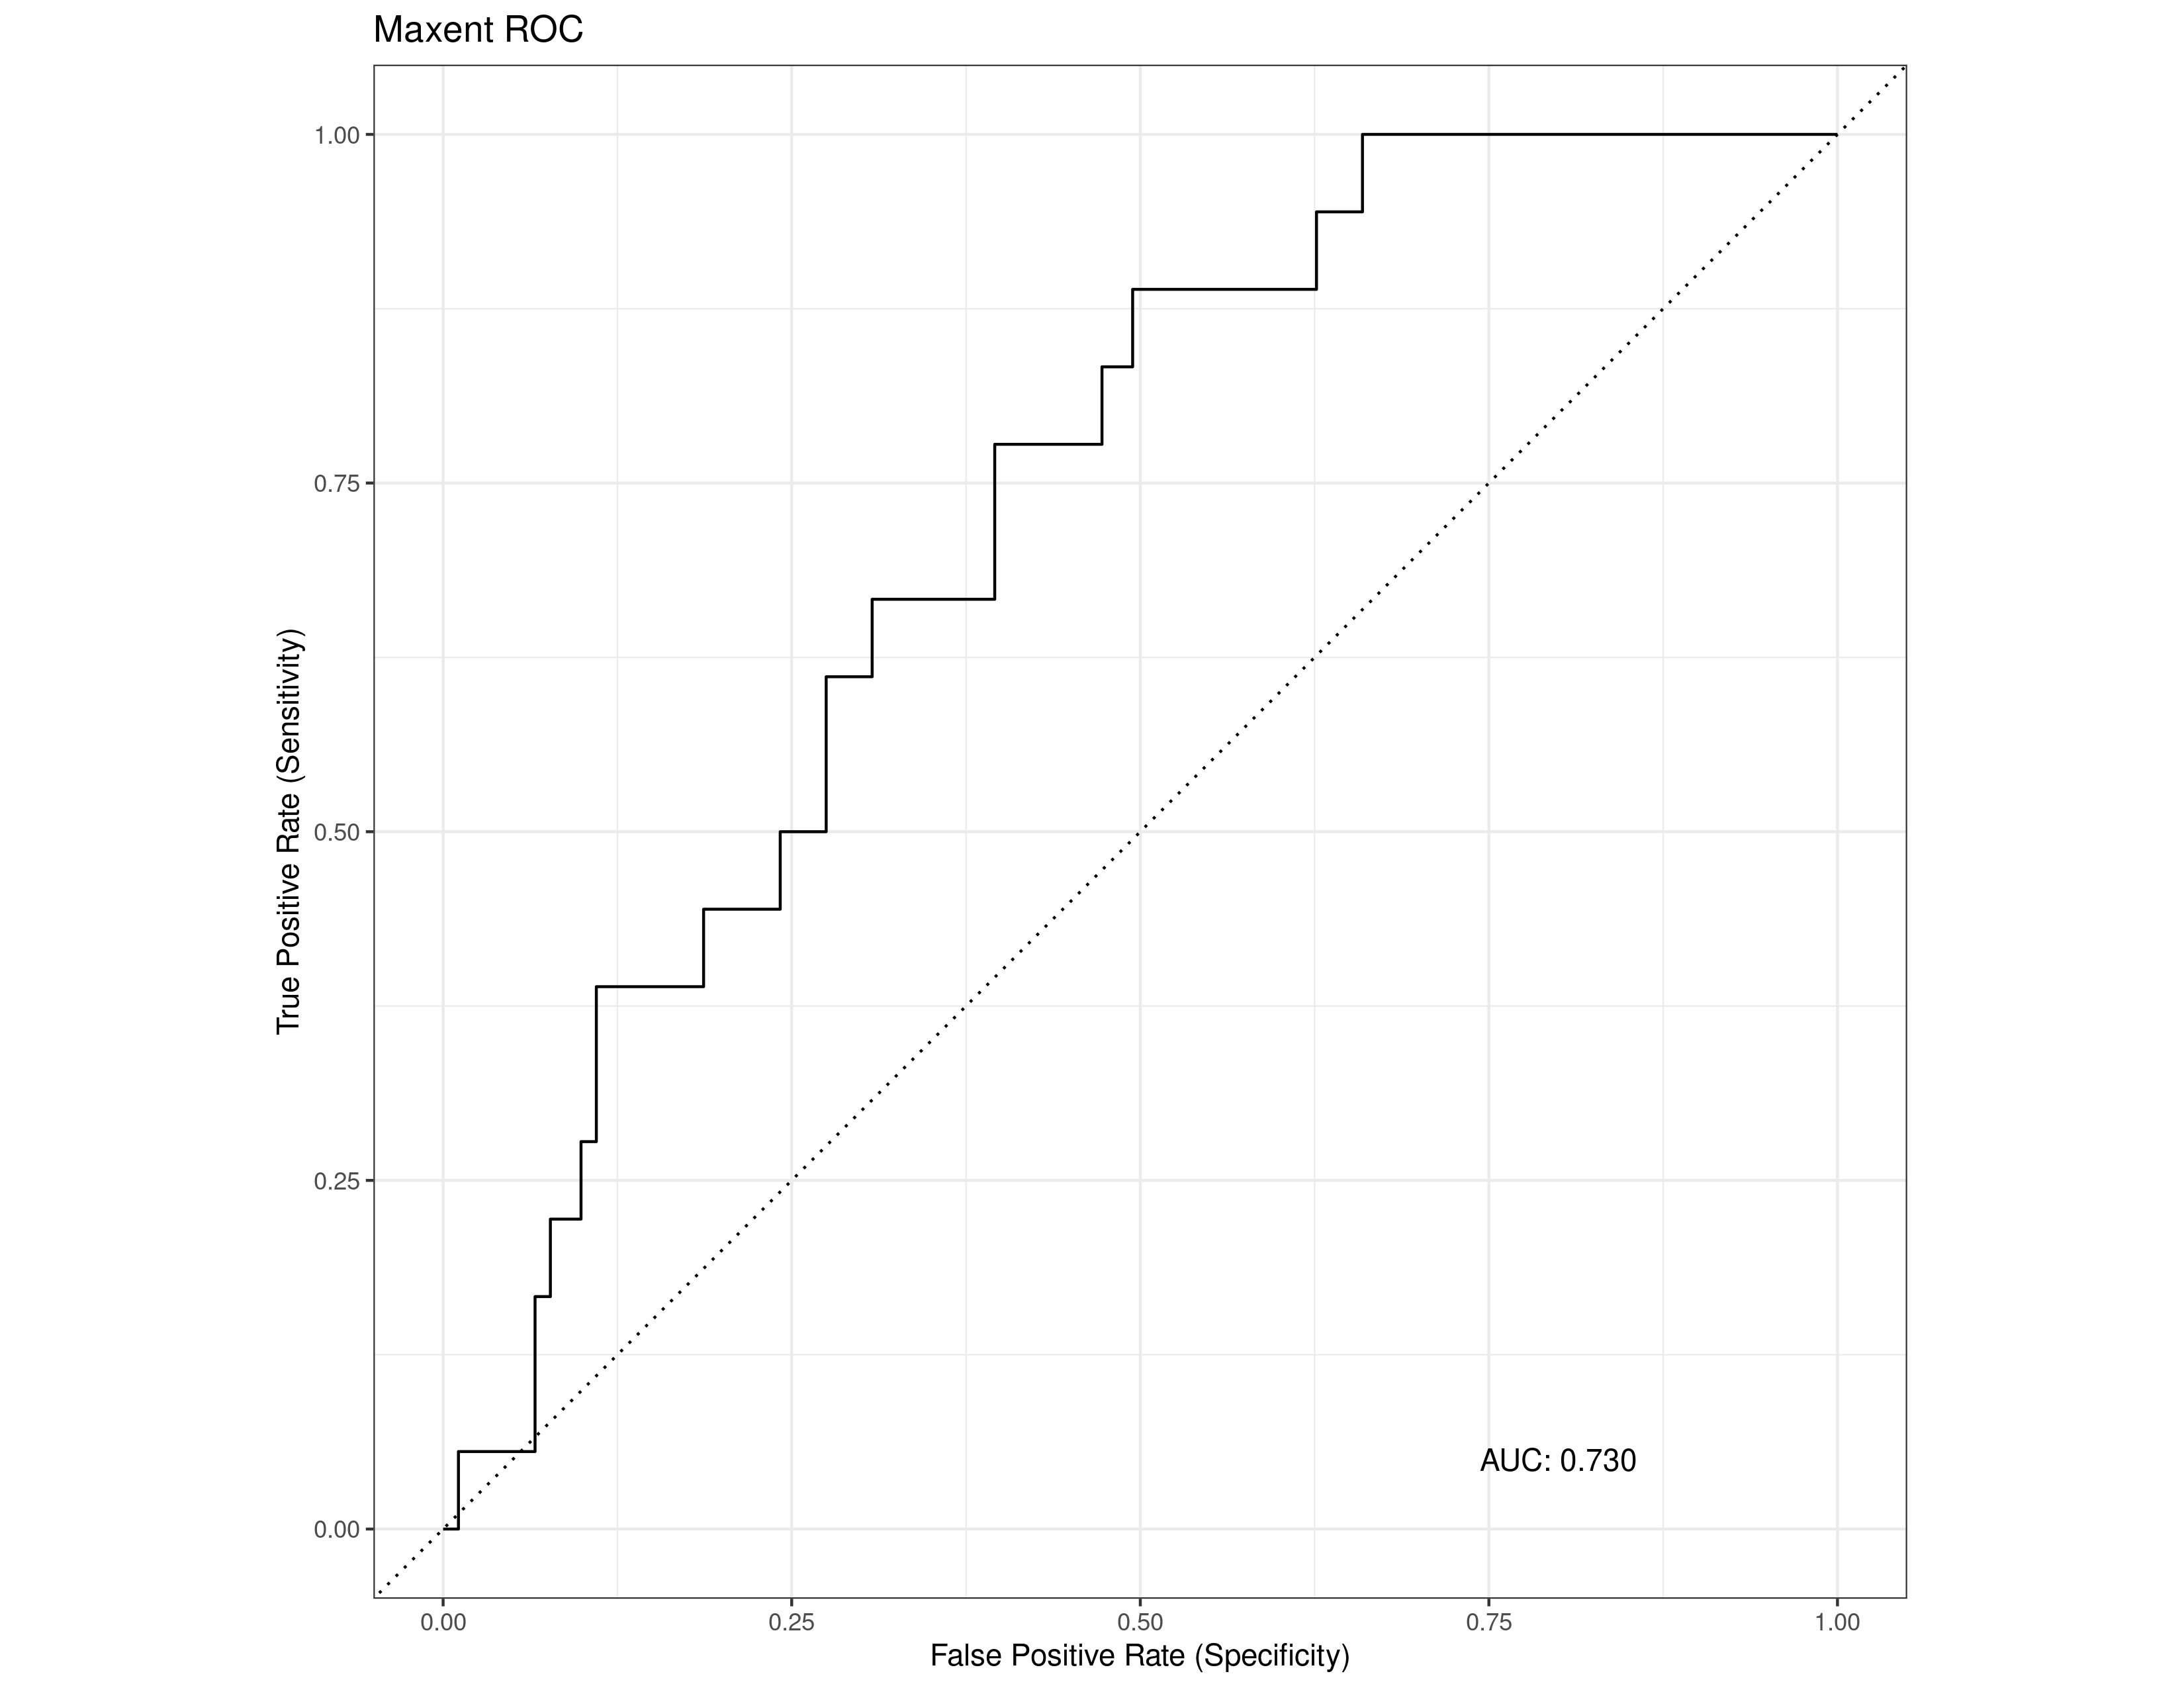 Maxent ROC
True Positive Rate (Sensitivity)
1.00
0.75
0.50
0.25
0.00
AUC: 0.730
0.00 0.25 0.50 0.75 1.00
False Positive Rate (Specificity)